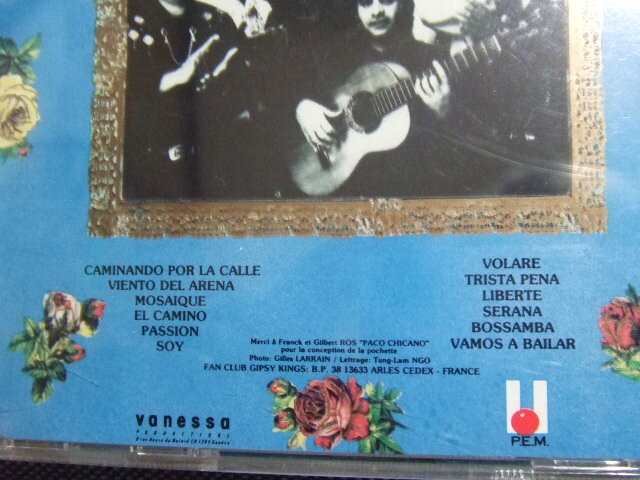 CAMINANDO POR LA CALLE
VIENTO DEL ARENA
MOSAIQUE
EL CAMINO
PASSION
SOY
VOLARE
TRISTA PENA
LIBERTE
SERANA
BOSSAMBA
VAMOS A BAILAR
Merci à Franck et Gilbert ROS "PACO CHICANO"
pour la conception de la pochette
Photo: Gilles LARRAIN / Lettrage: Tung-Lam NGO
FAN CLUB GIPSY KINGS: B.P. 38 13633 ARLES CEDEX - FRANCE
vanessa
PRODUCTIONS
P.E.M.